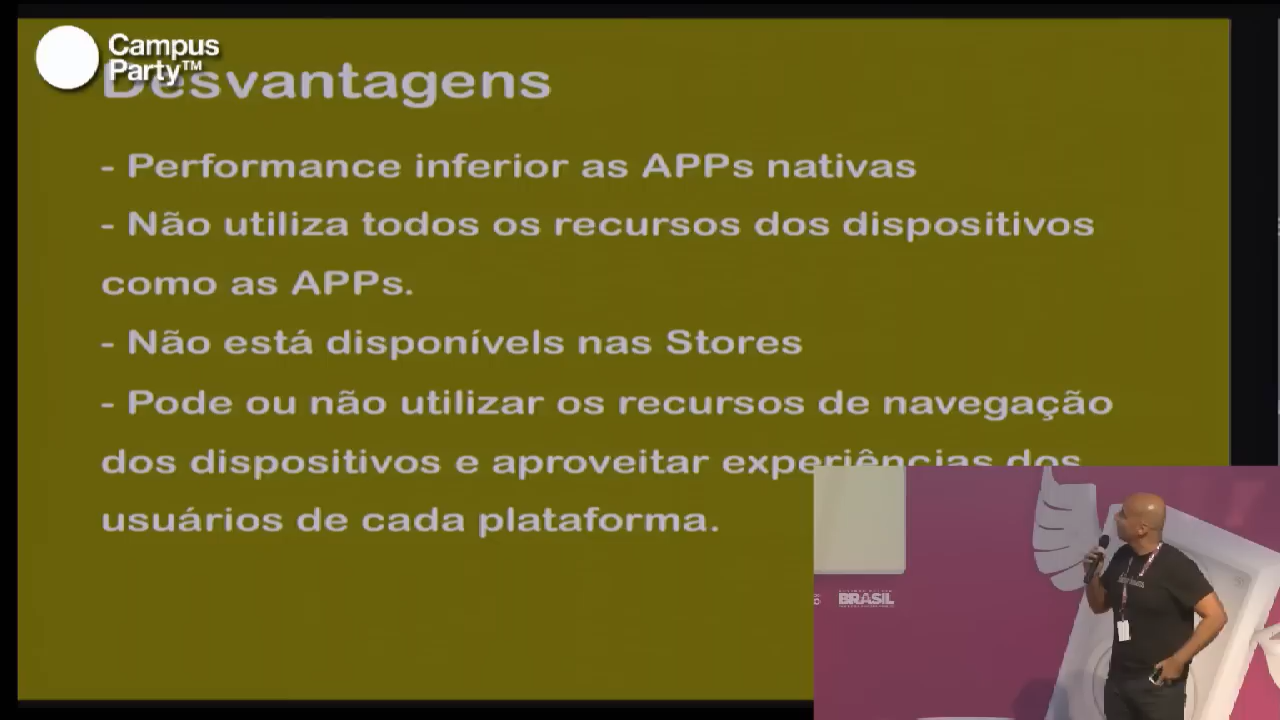 Campus
Party™
Desvantagens
- Performance inferior as APPs nativas
- Não utiliza todos os recursos dos dispositivos
como as APPs.
- Não está disponívels nas Stores
- Pode ou não utilizar os recursos de navegação
dos dispositivos e aproveitar experiências dos
usuários de cada plataforma.
BRASIL